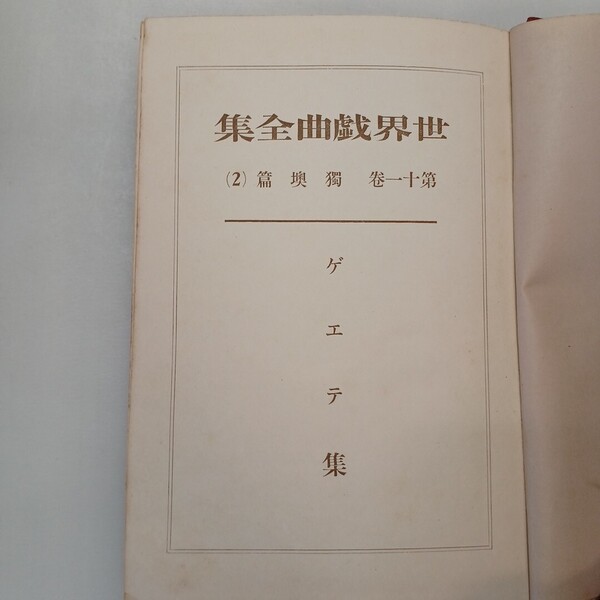 世界戯曲全集
第十一巻 獨墺篇(2)
ゲエテ集